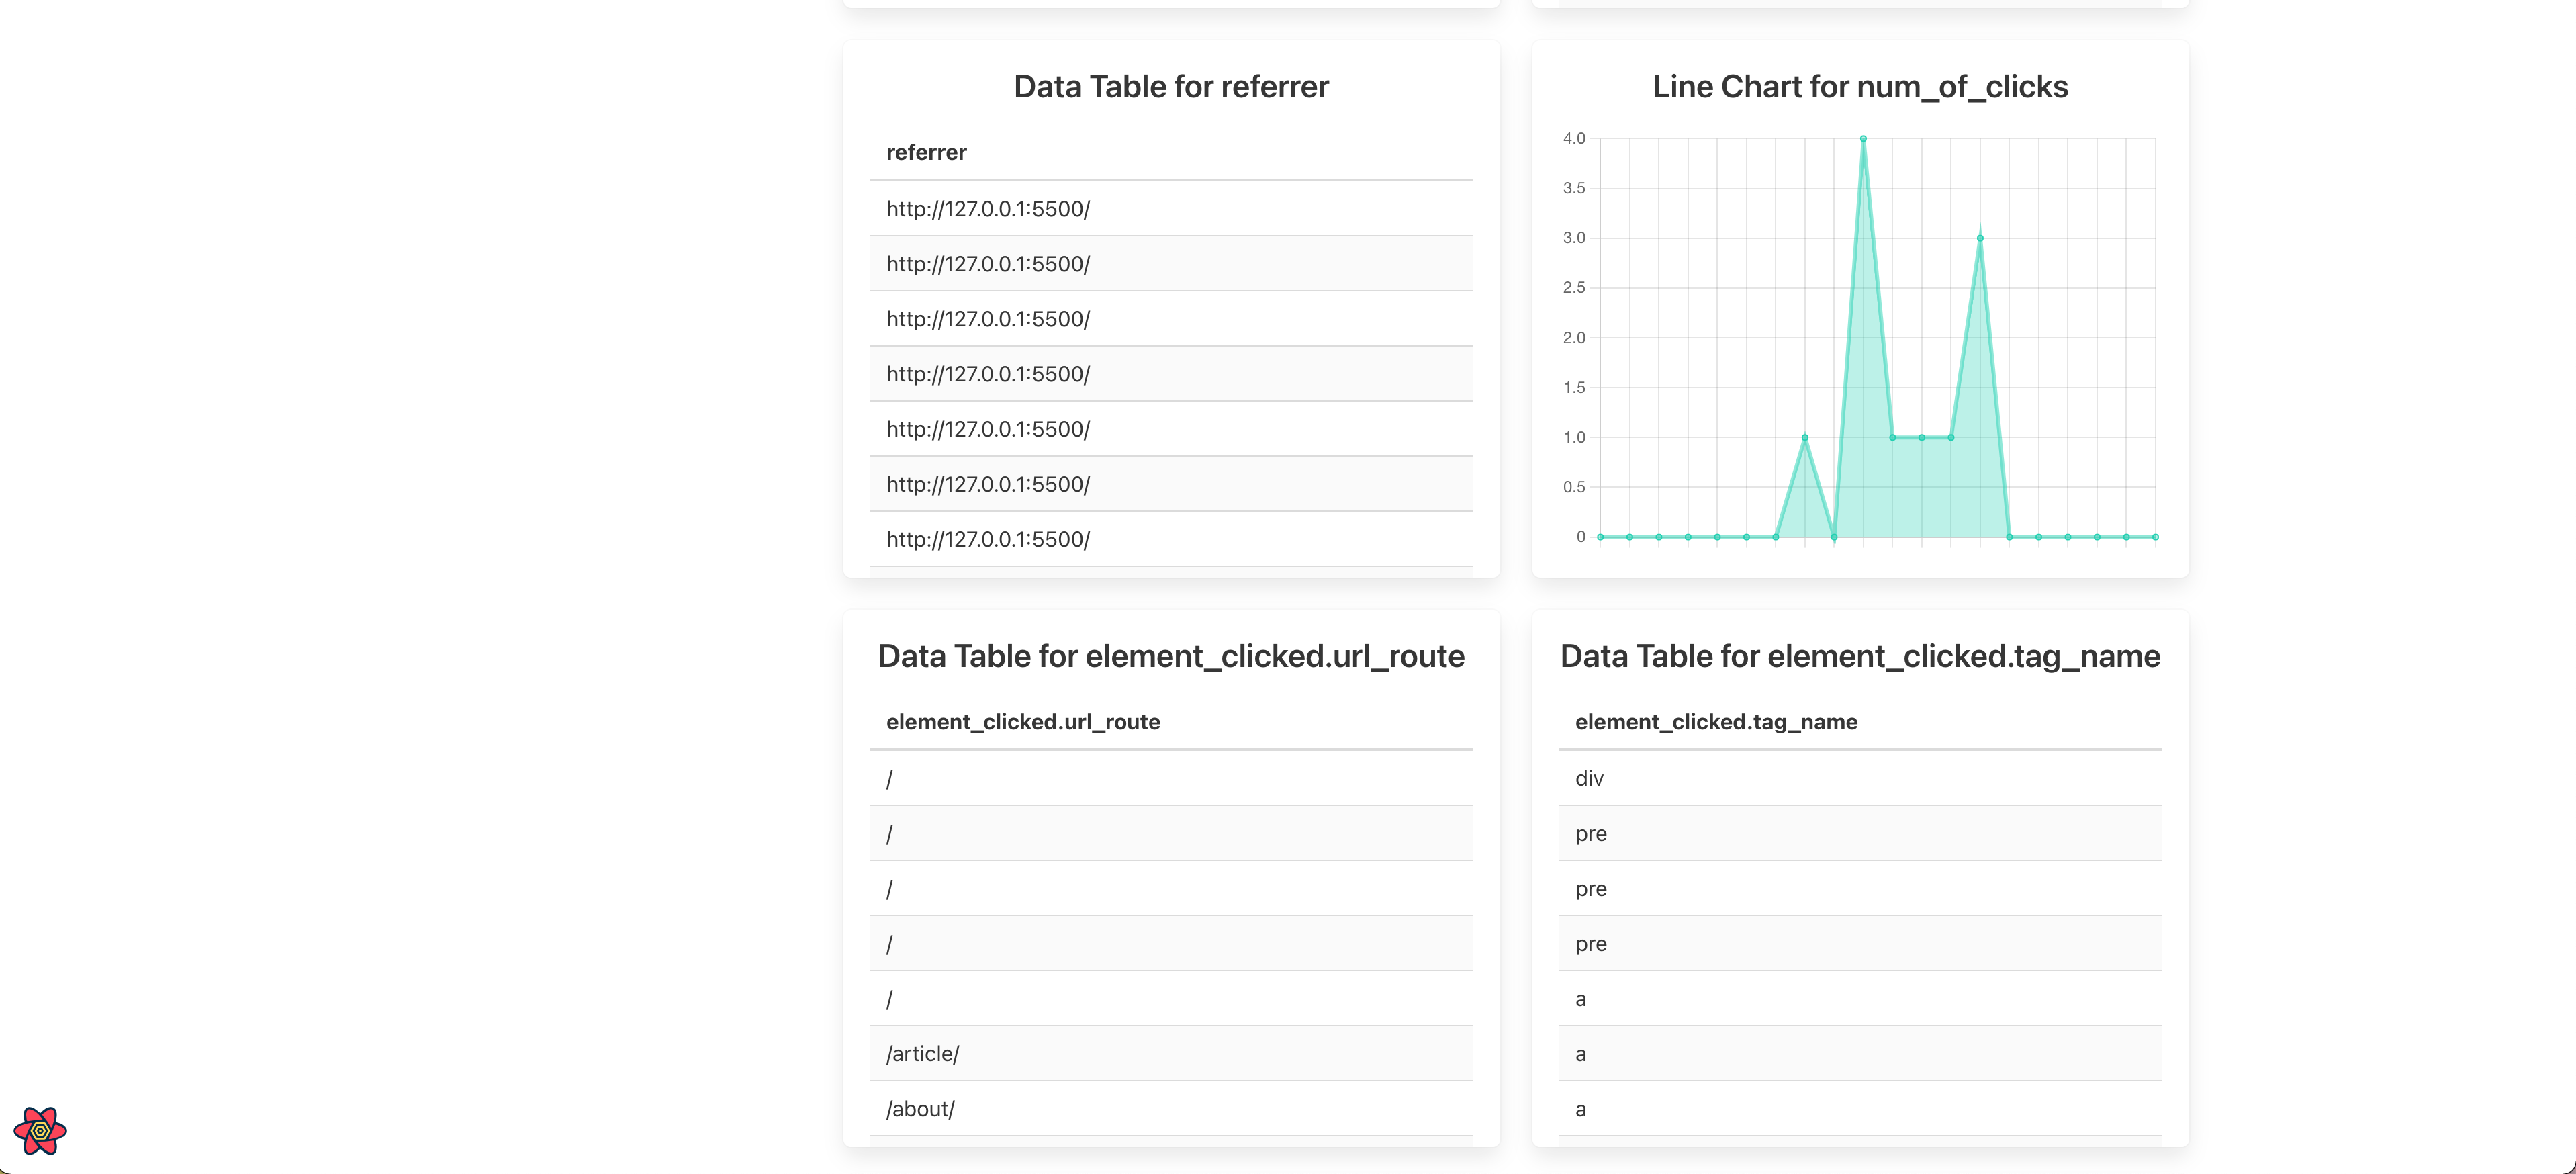 Data Table for referrer
referrer
http://127.0.0.1:5500/
http://127.0.0.1:5500/
http://127.0.0.1:5500/
http://127.0.0.1:5500/
http://127.0.0.1:5500/
http://127.0.0.1:5500/
http://127.0.0.1:5500/
Line Chart for num_of_clicks
4.0
3.5
3.0
2.5
2.0
1.5
1.0
0.5
0
Data Table for element_clicked.url_route
element_clicked.url_route
/
/
/
/
/
/article/
/about/
Data Table for element_clicked.tag_name
element_clicked.tag_name
div
pre
pre
pre
a
a
a